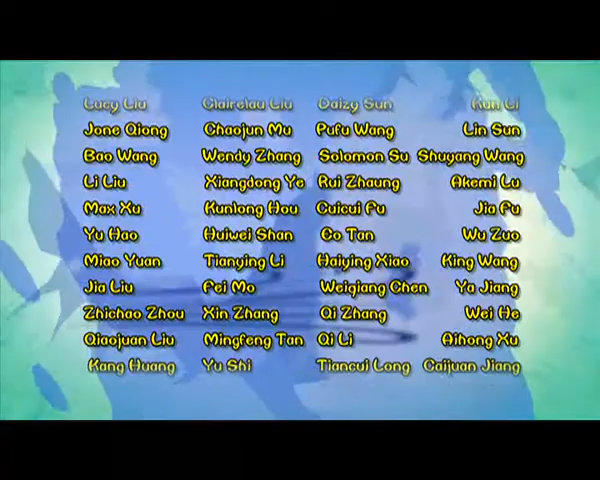 Lacy Liu Clairelau Liu Daizy Sun Kun Li
Jone Qiong Chaojun Mu Pufu Wang Lin Sun
Bao Wang Wendy Zhang Solomon Su Shuyang Wang
Li Liu Xiangdong Ye Rui Zhaung Akemi Lu
Max Xu Kunlong Hou Cuicui Fu Jia Fu
Yu Hao Huiwei Shan Co Tan Wu Zuo
Miao Yuan Tianying Li Haiying Xiao King Wang
Jia Liu Fei Mo Weiqiang Chen Ya Jiang
Zhichao Zhou Xin Zhang Qi Zhang Wei He
Qiaojuan Liu Mingfeng Tan Qi Li Aihong Xu
Kang Huang Yu Shi Tiancui Long Caijuan Jiang